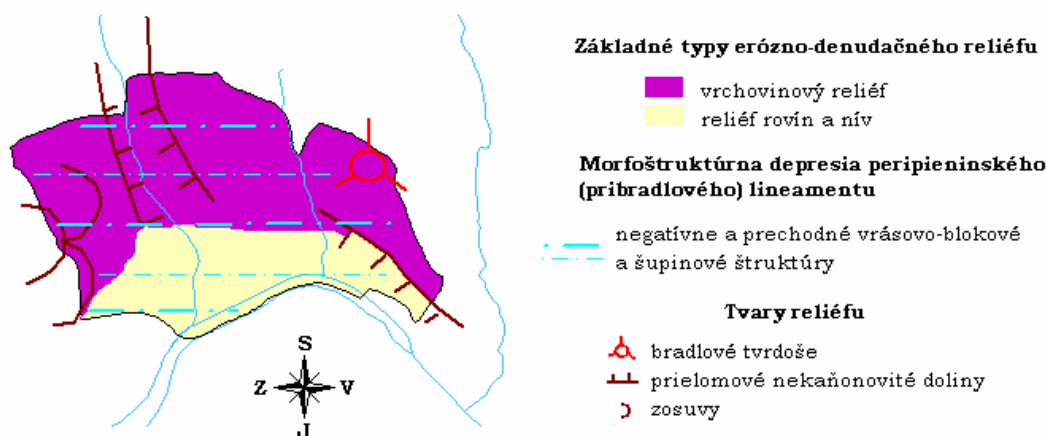 Základné typy erózno-denudačného reliéfu
vrchovinový reliéf
reliéf rovín a nív
Morfoštruktúrna depresia peripieninského
(pribradlového) lineamentu
negatívne a prechodné vrásovo-blokové
a šupinové štruktúry
Tvary reliéfu
bradlové tvrdoše
prielomové nekaňonovité doliny
zosuvy
S
Z V
J